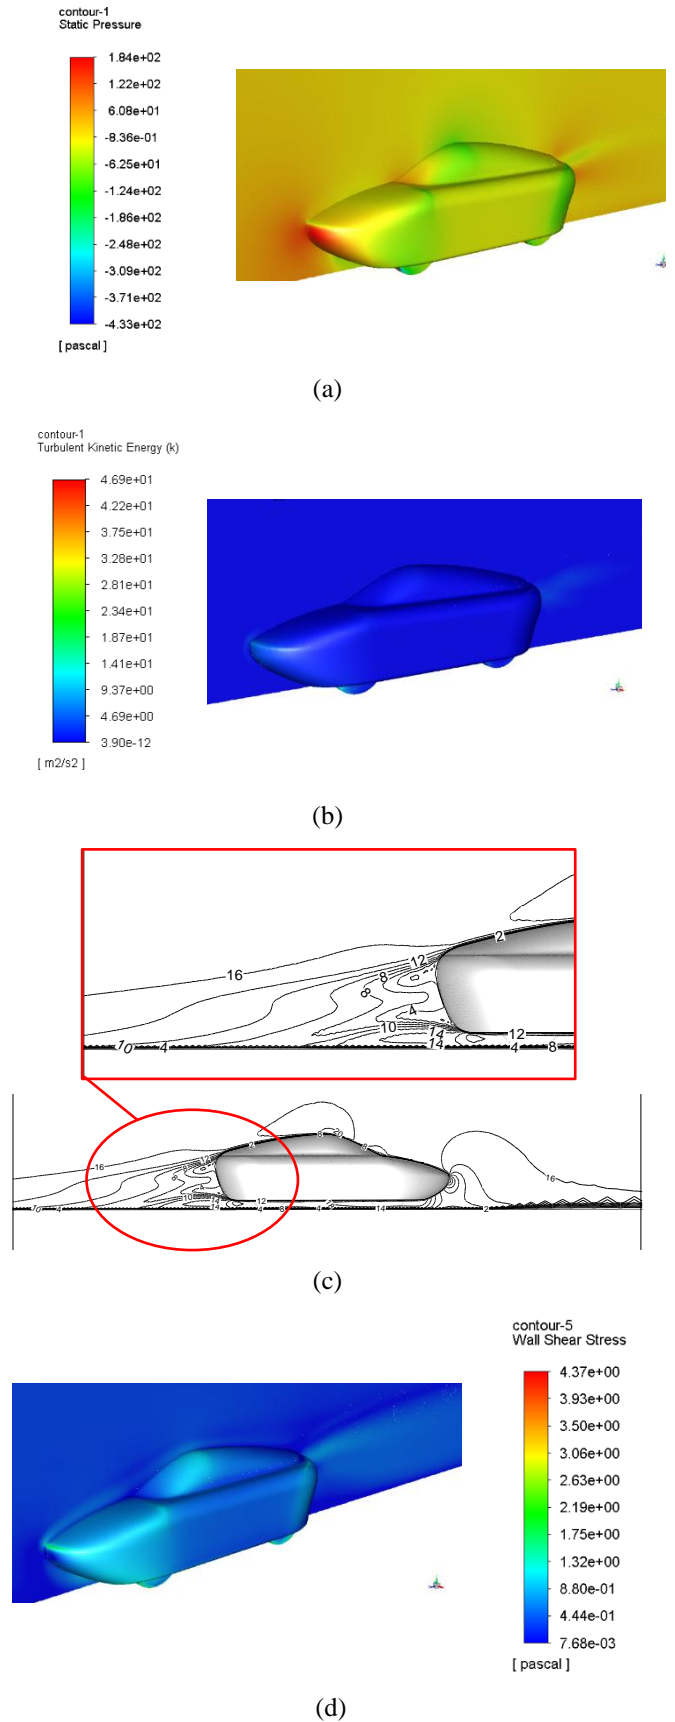 contour-1
Static Pressure
1.84e+02
1.22e+02
6.08e+01
-8.36e-01
-6.25e+01
-1.24e+02
-1.86e+02
-2.48e+02
-3.09e+02
-3.71e+02
-4.33e+02
[ pascal ]
(a)
contour-1
Turbulent Kinetic Energy (k)
4.69e+01
4.22e+01
3.75e+01
3.28e+01
2.81e+01
2.34e+01
1.87e+01
1.41e+01
9.37e+00
4.69e+00
3.90e-12
[ m2/s2 ]
(b)
2
12
16
8
8
4
10
14
12
14
10 4 4 8
2 8
16 12
16
8
4
10
14 12
10 4 4 8 4 14 2
(c)
contour-5
Wall Shear Stress
4.37e+00
3.93e+00
3.50e+00
3.06e+00
2.63e+00
2.19e+00
1.75e+00
1.32e+00
8.80e-01
4.44e-01
7.68e-03
[ pascal ]
(d)